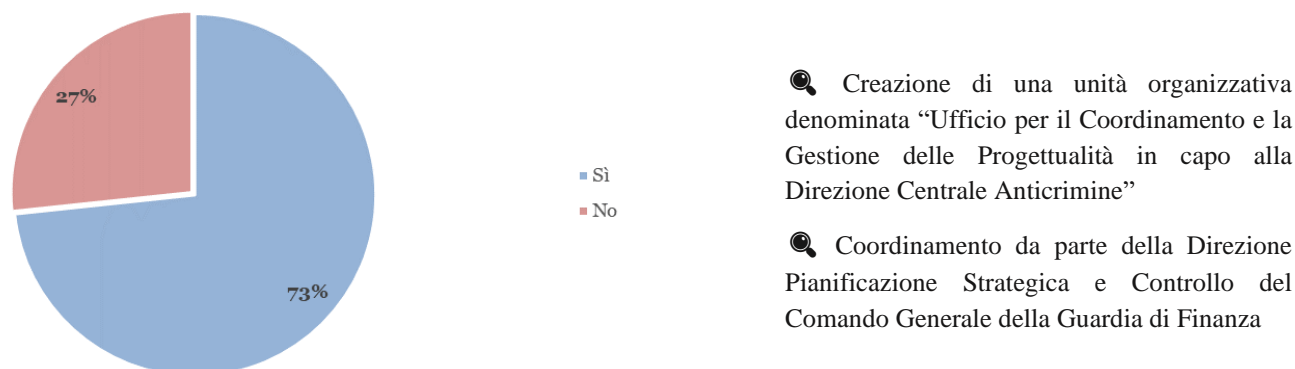 27%
73%
Sì
No
Creazione di una unità organizzativa
denominata “Ufficio per il Coordinamento e la
Gestione delle Progettualità in capo alla
Direzione Centrale Anticrimine”
Coordinamento da parte della Direzione
Pianificazione Strategica e Controllo del
Comando Generale della Guardia di Finanza